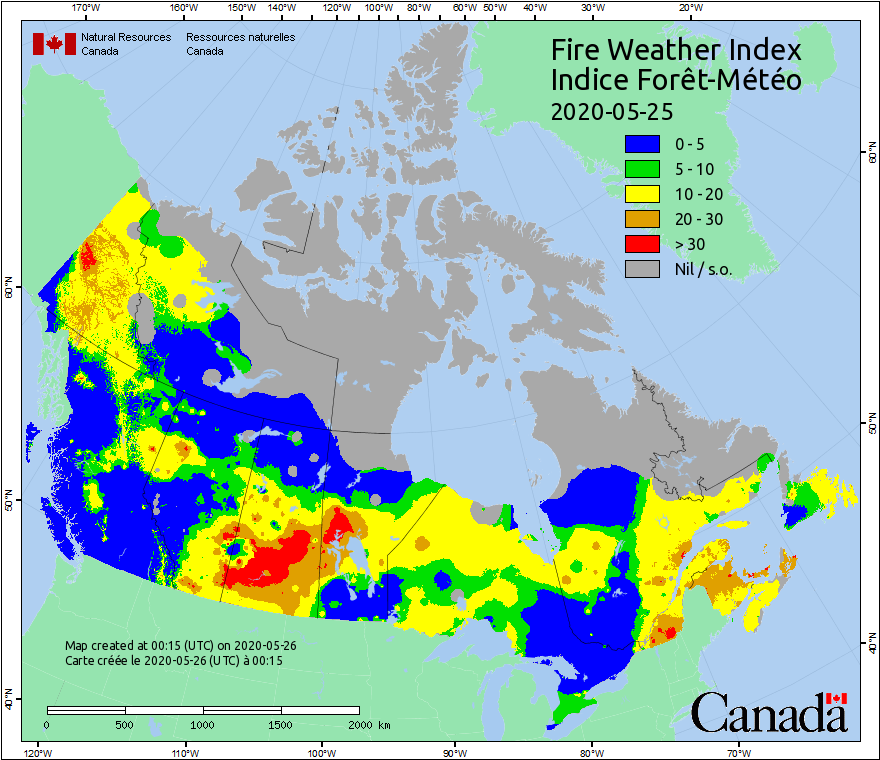 170°W 160°W 150°W 140°W 120°W 100°W 80°W 60°W 50°W 40°W 30°W 20°W
Natural Resources Ressources naturelles
Canada Canada
Fire Weather Index
Indice Forêt-Météo
2020-05-25
0 - 5
5 - 10
10 - 20
20 - 30
> 30
Nil / s.o.
60°N
60°N
50°N
50°N
40°N
40°N
Map created at 00:15 (UTC) on 2020-05-26
Carte créée le 2020-05-26 (UTC) à 00:15
0 500 1000 1500 2000 km
Canada
120°W 110°W 100°W 90°W 80°W 70°W